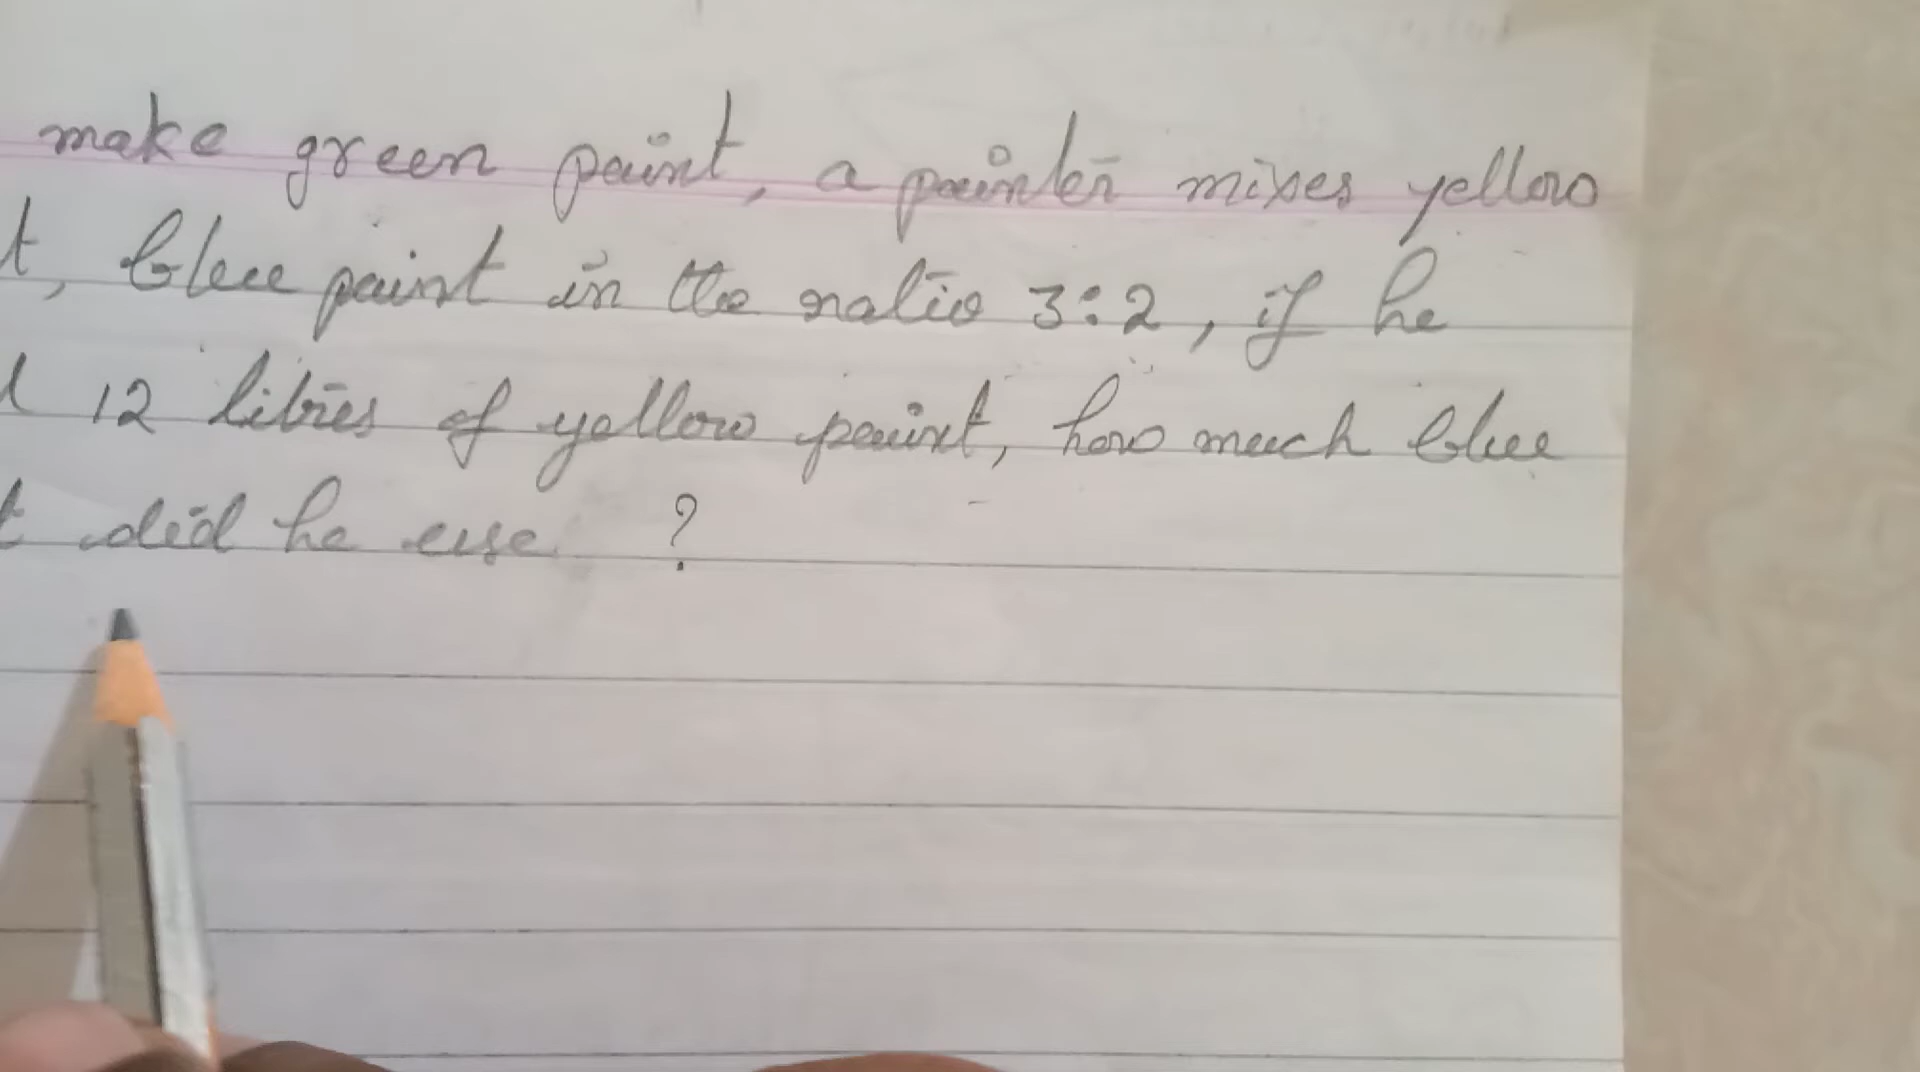 make green paint, a painter mixes yellow
t, blue paint in the ratio 3:2, if he
d 12 litres of yellow paint, how much blue
t did he use ?